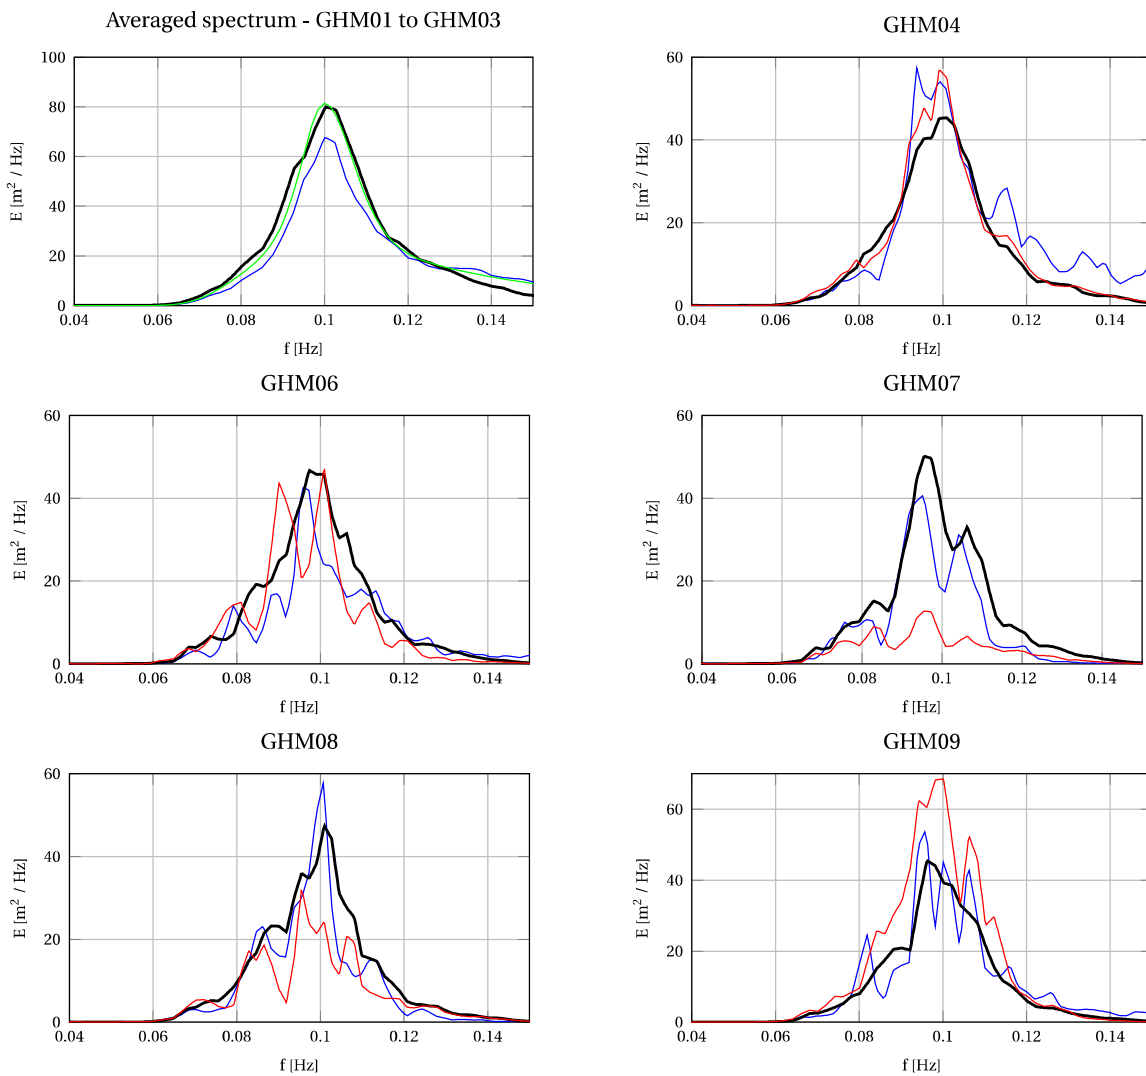 Averaged spectrum - GHM01 to GHM03
100
80
60
40
20
0
0.04 0.06 0.08 0.1 0.12 0.14
E [m² / Hz]
f [Hz]
GHM04
60
40
20
0
0.04 0.06 0.08 0.1 0.12 0.14
E [m² / Hz]
f [Hz]
GHM06
60
40
20
0
0.04 0.06 0.08 0.1 0.12 0.14
E [m² / Hz]
f [Hz]
GHM07
60
40
20
0
0.04 0.06 0.08 0.1 0.12 0.14
E [m² / Hz]
f [Hz]
GHM08
60
40
20
0
0.04 0.06 0.08 0.1 0.12 0.14
E [m² / Hz]
f [Hz]
GHM09
60
40
20
0
0.04 0.06 0.08 0.1 0.12 0.14
E [m² / Hz]
f [Hz]